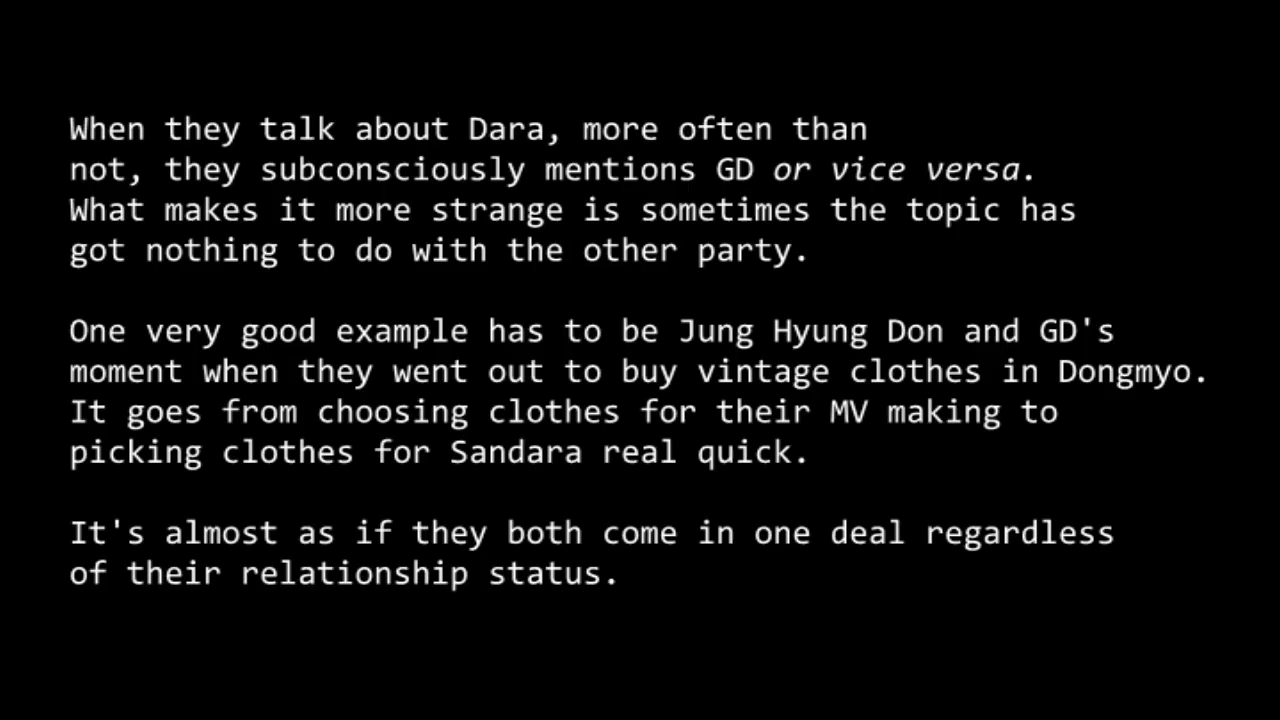 When they talk about Dara, more often than
not, they subconsciously mentions GD or vice versa.
What makes it more strange is sometimes the topic has
got nothing to do with the other party.
One very good example has to be Jung Hyung Don and GD's
moment when they went out to buy vintage clothes in Dongmyo.
It goes from choosing clothes for their MV making to
picking clothes for Sandara real quick.
It's almost as if they both come in one deal regardless
of their relationship status.